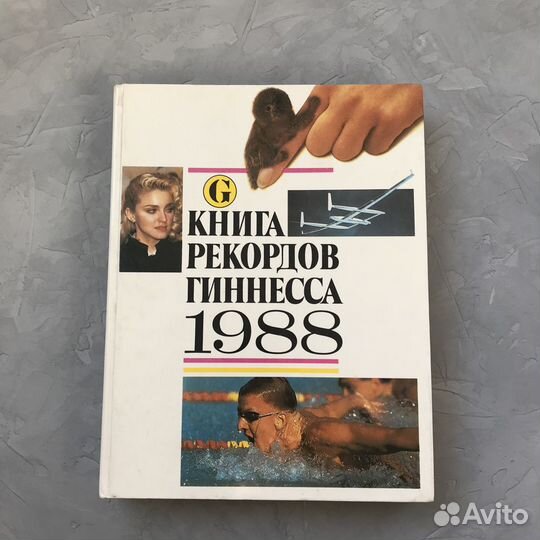 G
КНИГА
РЕКОРДОВ
ГИННЕССА
1988
Avito